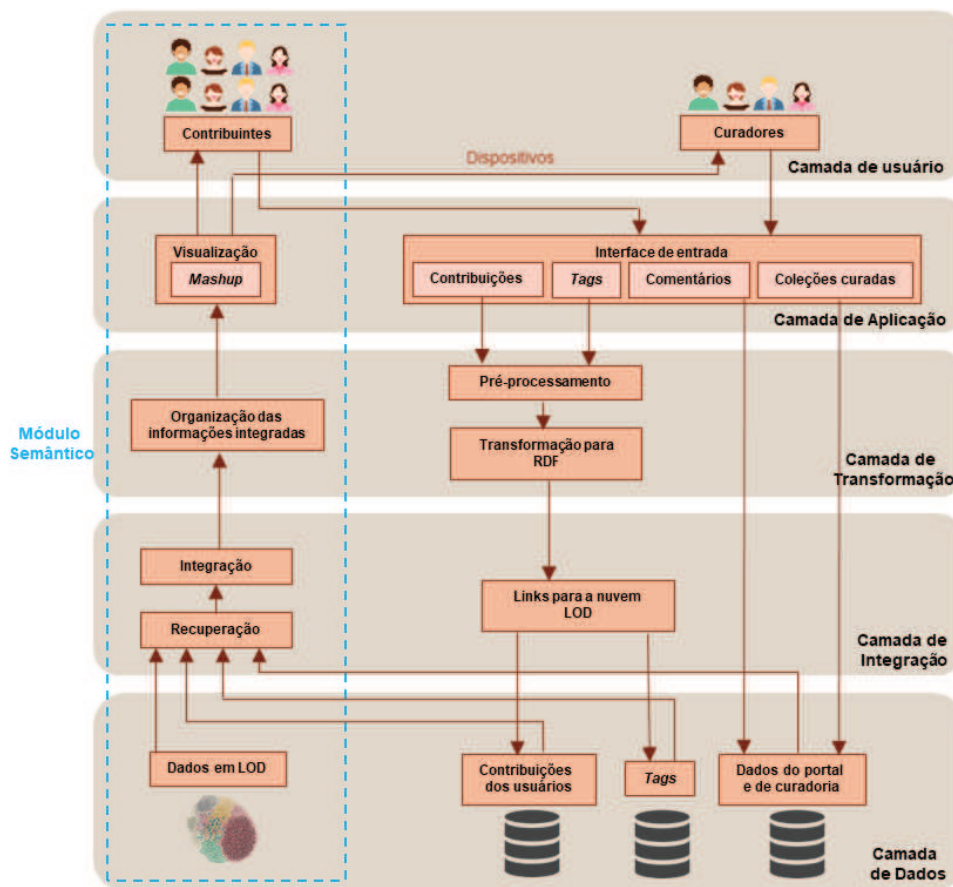 Contribuintes
Curadores
Dispositivos
Camada de usuário
Visualização
Mashup
Interface de entrada
Contribuições
Tags
Comentários
Coleções curadas
Camada de Aplicação
Pré-processamento
Organização das
informações integradas
Módulo
Semântico
Transformação para
RDF
Camada de
Transformação
Integração
Links para a nuvem
LOD
Recuperação
Camada de
Integração
Dados em LOD
Contribuições
dos usuários
Tags
Dados do portal
e de curadoria
Camada
de Dados